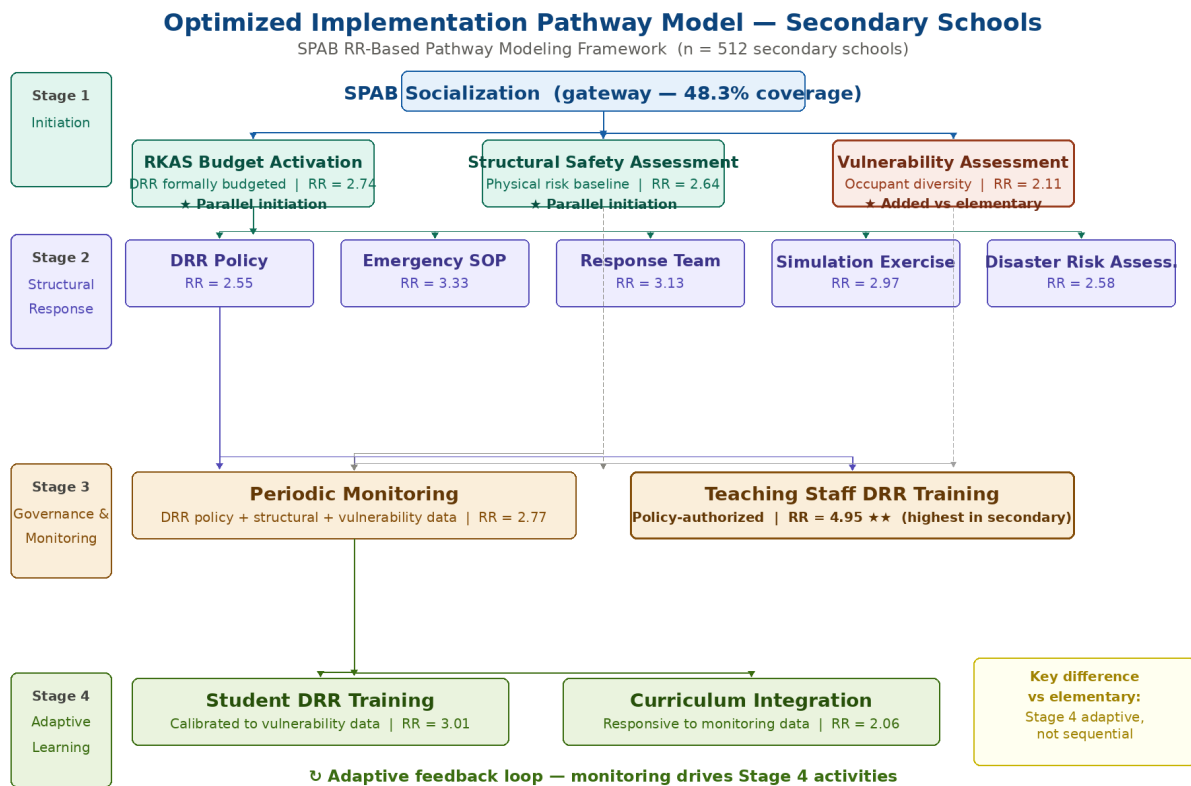 Optimized Implementation Pathway Model — Secondary Schools
SPAB RR-Based Pathway Modeling Framework (n = 512 secondary schools)
Stage 1
Initiation
SPAB Socialization (gateway — 48.3% coverage)
RKAS Budget Activation
DRR formally budgeted | RR = 2.74
★ Parallel initiation
Structural Safety Assessment
Physical risk baseline | RR = 2.64
★ Parallel initiation
Vulnerability Assessment
Occupant diversity | RR = 2.11
★ Added vs elementary
Stage 2
Structural
Response
DRR Policy
RR = 2.55
Emergency SOP
RR = 3.33
Response Team
RR = 3.13
Simulation Exercise
RR = 2.97
Disaster Risk Assess.
RR = 2.58
Stage 3
Governance &
Monitoring
Periodic Monitoring
DRR policy + structural + vulnerability data | RR = 2.77
Teaching Staff DRR Training
Policy-authorized | RR = 4.95 ★★ (highest in secondary)
Stage 4
Adaptive
Learning
Student DRR Training
Calibrated to vulnerability data | RR = 3.01
Curriculum Integration
Responsive to monitoring data | RR = 2.06
Key difference
vs elementary:
Stage 4 adaptive,
not sequential
↻ Adaptive feedback loop — monitoring drives Stage 4 activities